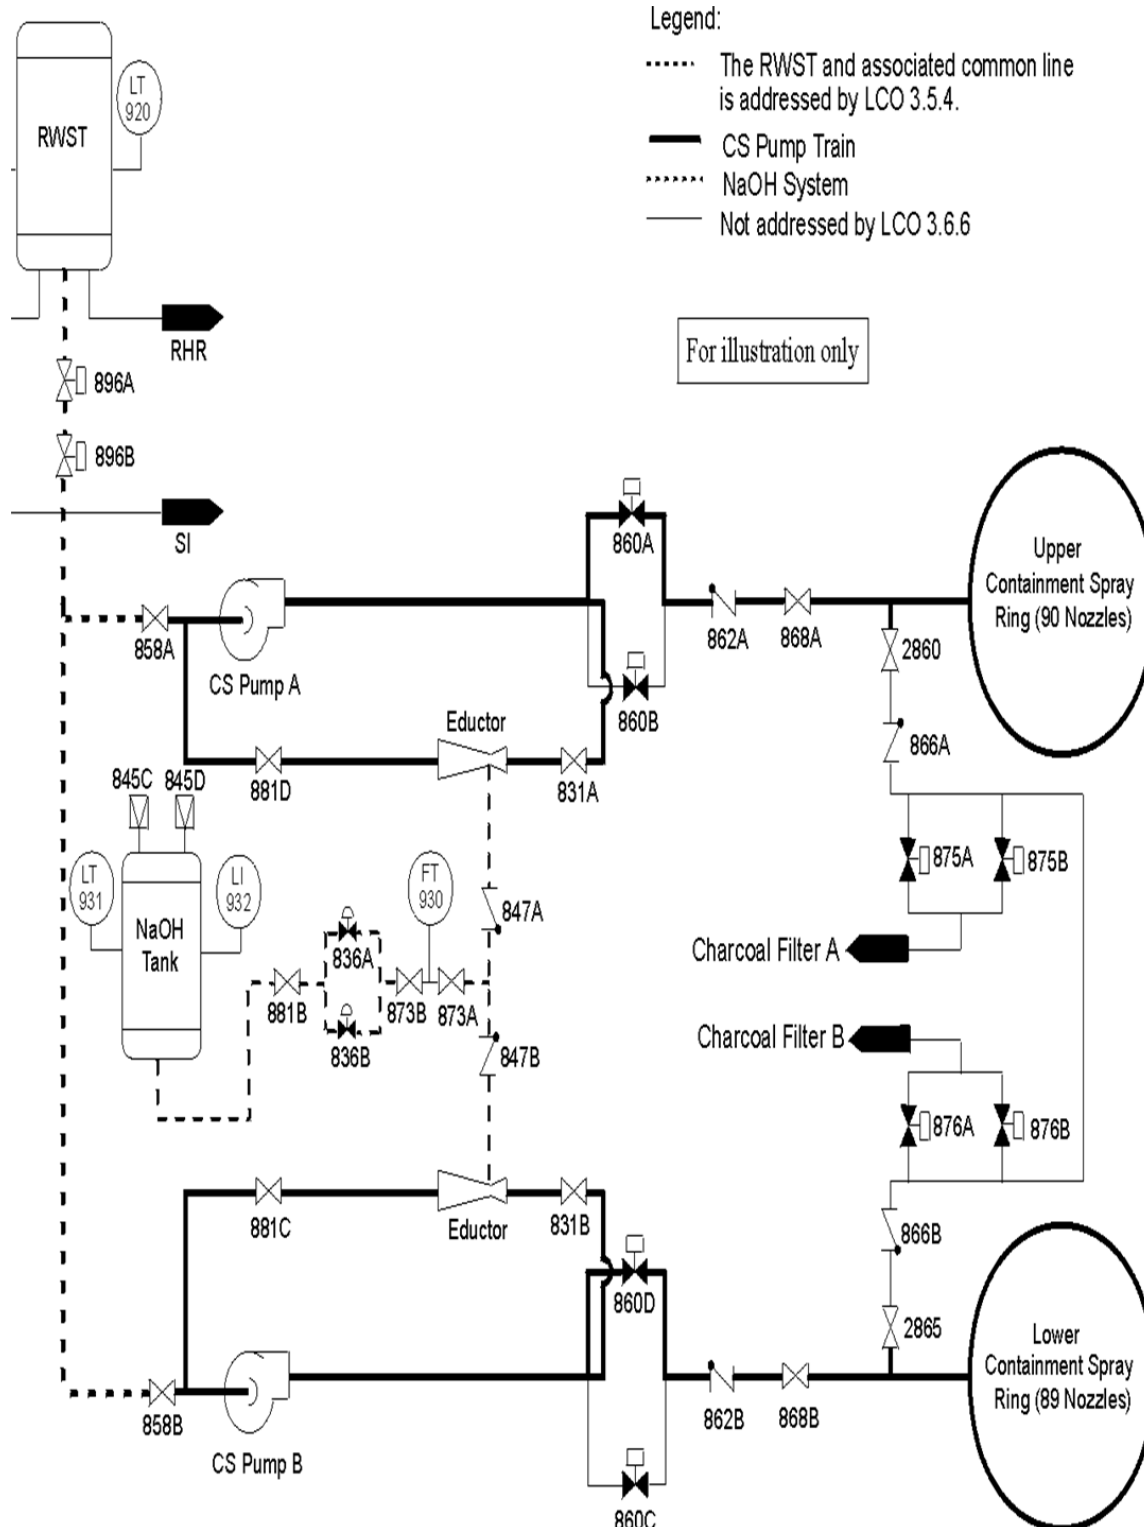 Legend:
The RWST and associated common line
is addressed by LCO 3.5.4.
CS Pump Train
NaOH System
Not addressed by LCO 3.6.6
For illustration only
LT
920
RWST
RHR
896A
896B
SI
860A
Upper
Containment Spray
Ring (90 Nozzles)
858A
CS Pump A
862A
868A
2860
860B
Eductor
866A
845C
845D
881D
831A
875A
875B
LT
931
LI
932
FT
930
NaOH
Tank
847A
836A
Charcoal Filter A
881B
873B
873A
836B
847B
Charcoal Filter B
876A
876B
881C
Eductor
831B
866B
860D
2865
Lower
Containment Spray
Ring (89 Nozzles)
858B
CS Pump B
862B
868B
860C